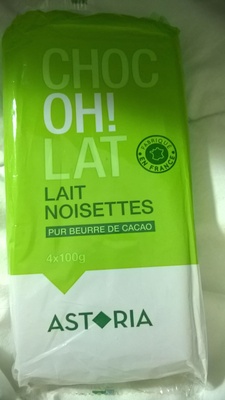 CHOC
OH!
LAT
FABRIQUÉ
EN FRANCE
LAIT
NOISETTES
PUR BEURRE DE CACAO
4x100g
ASTORIA